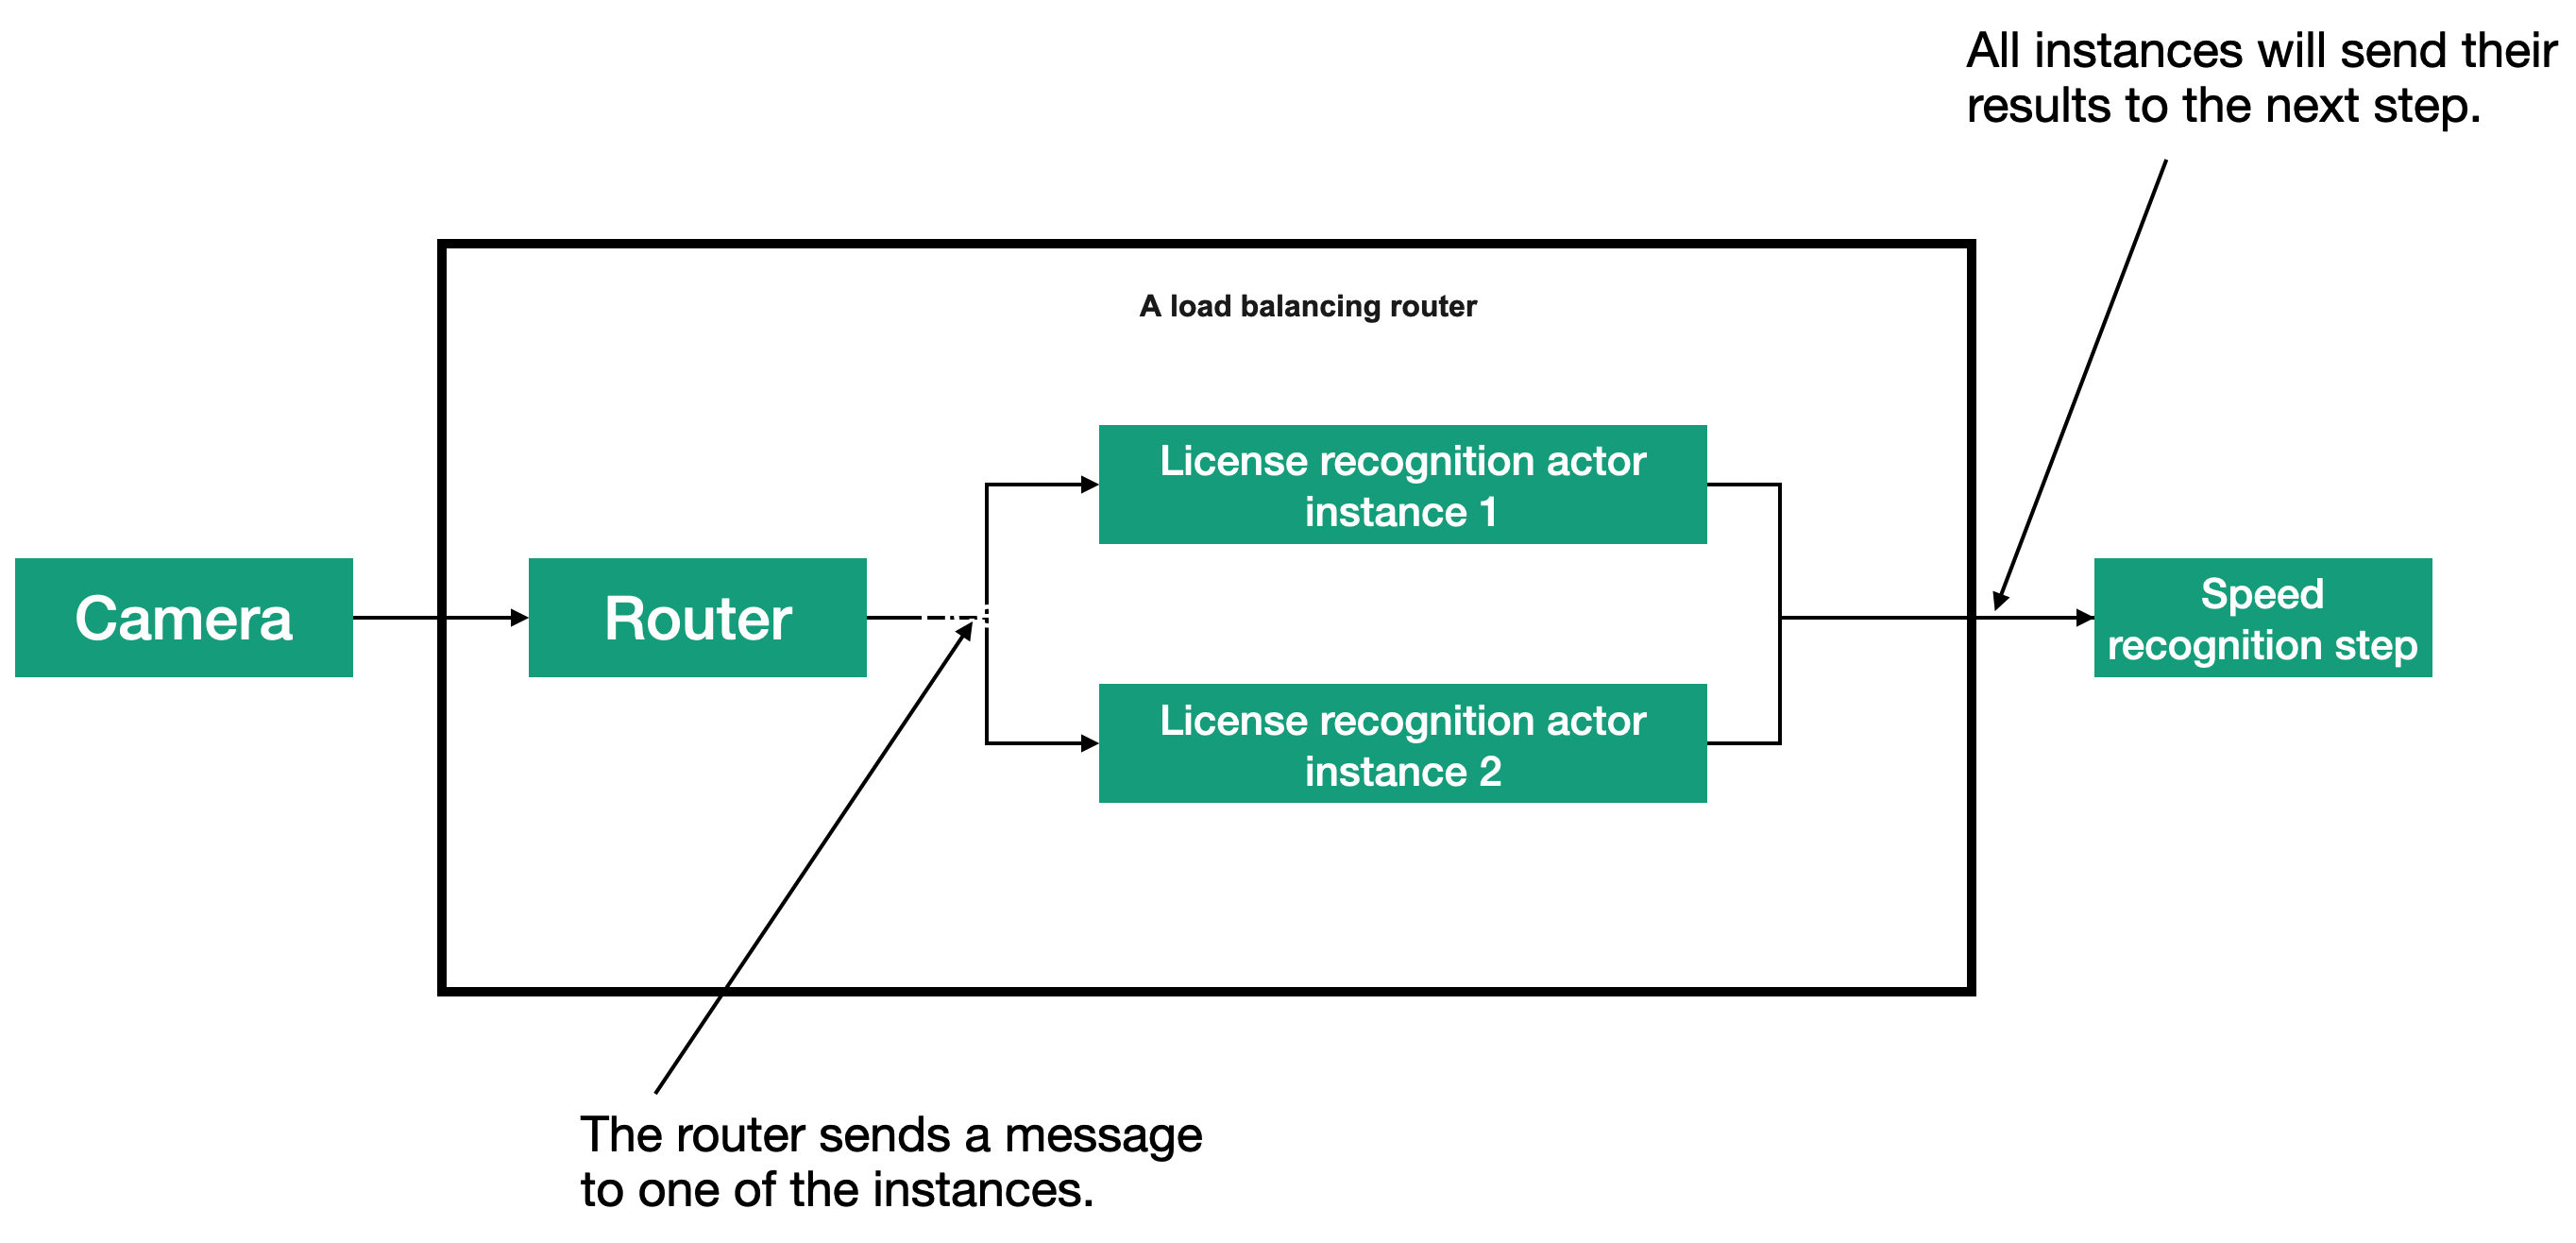 All instances will send their
results to the next step.
A load balancing router
License recognition actor
instance 1
Camera
Router
Speed
recognition step
License recognition actor
instance 2
The router sends a message
to one of the instances.